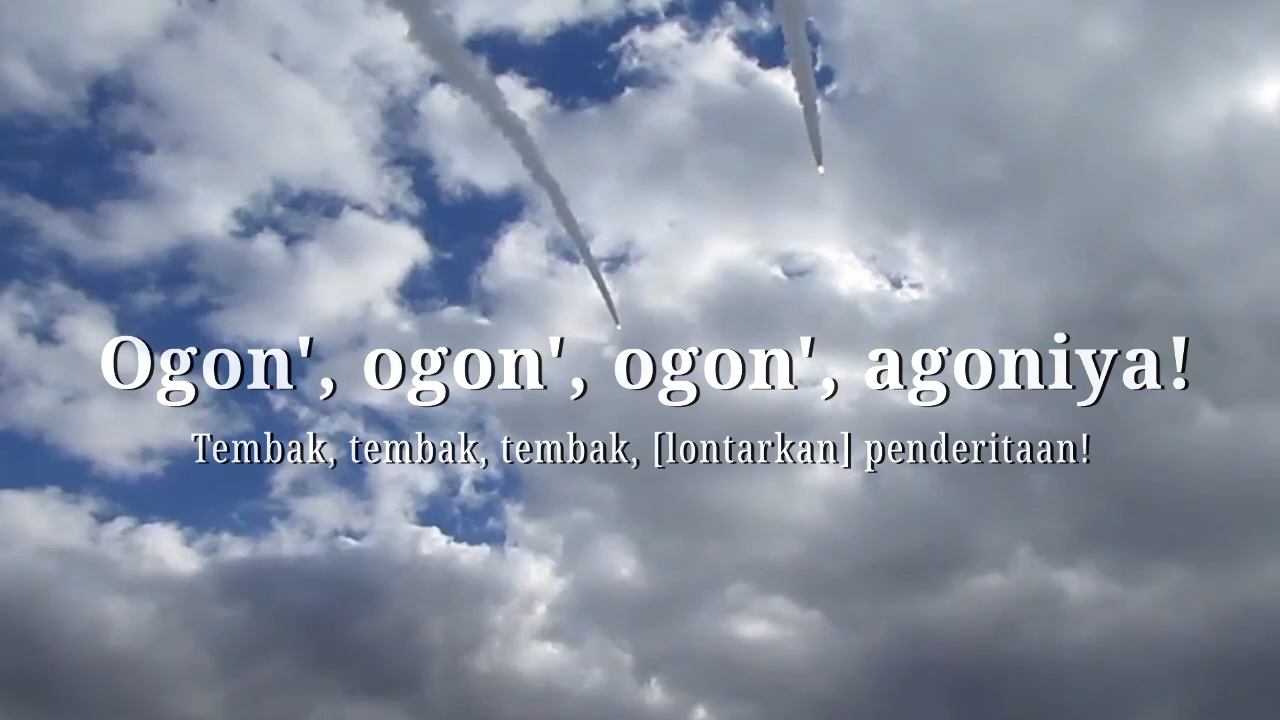 Ogon', ogon', ogon', agoniya!
Tembak, tembak, tembak, [lontarkan] penderitaan!